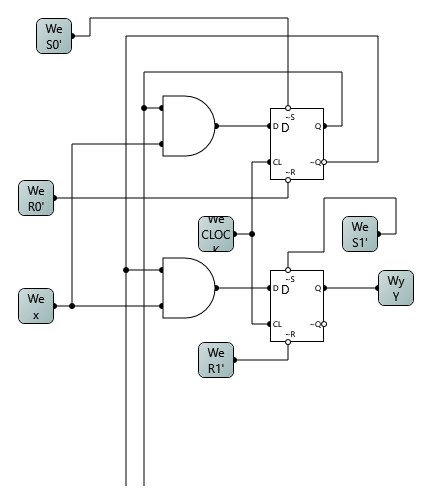 We
S0'
~S
D
D
Q
CL
~Q
~R
We
R0'
We
CLOC
K
We
S1'
~S
D
D
Q
Wy
Y
We
x
CL
~Q
~R
We
R1'